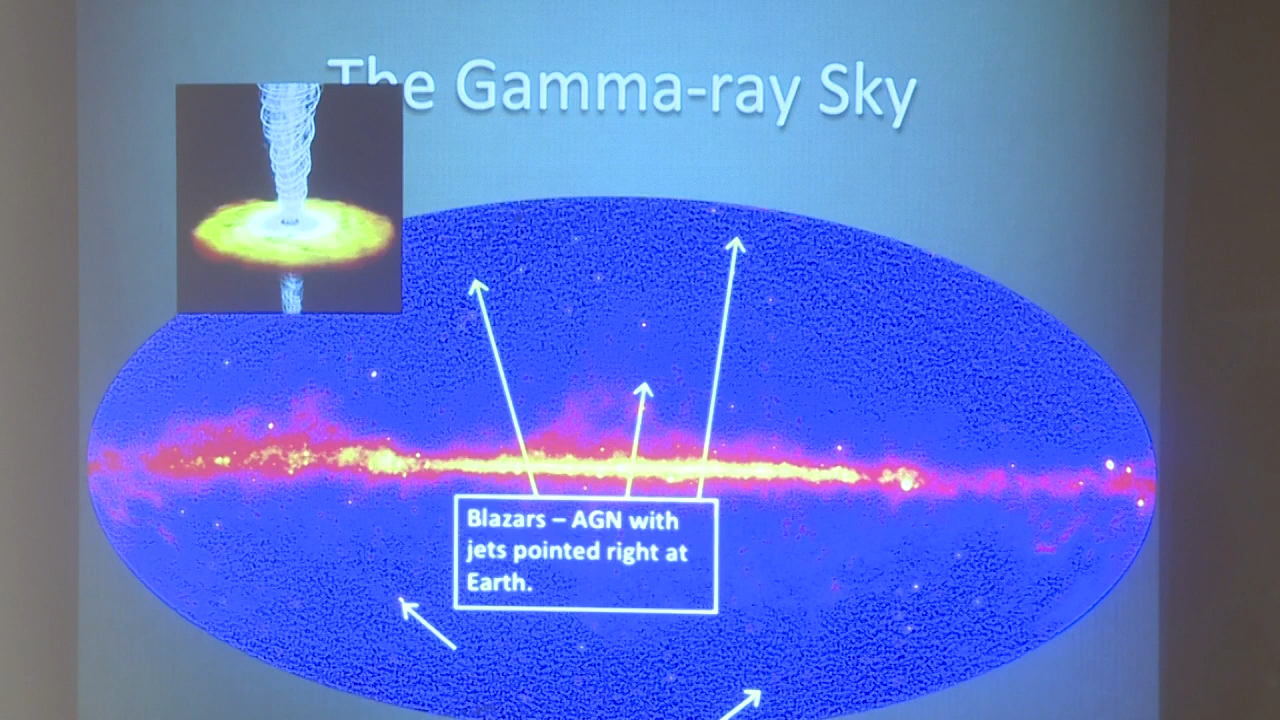 The Gamma-ray Sky
Blazars – AGN with
jets pointed right at
Earth.